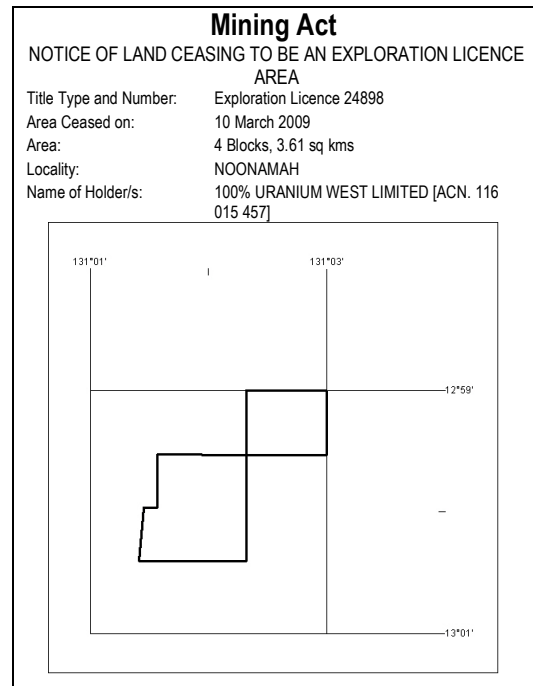 Mining Act
NOTICE OF LAND CEASING TO BE AN EXPLORATION LICENCE
AREA
Title Type and Number: Exploration Licence 24898
Area Ceased on: 10 March 2009
Area: 4 Blocks, 3.61 sq kms
Locality: NOONAMAH
Name of Holder/s: 100% URANIUM WEST LIMITED [ACN. 116
015 457]
131°01' 131°03'
12°59'
13°01'